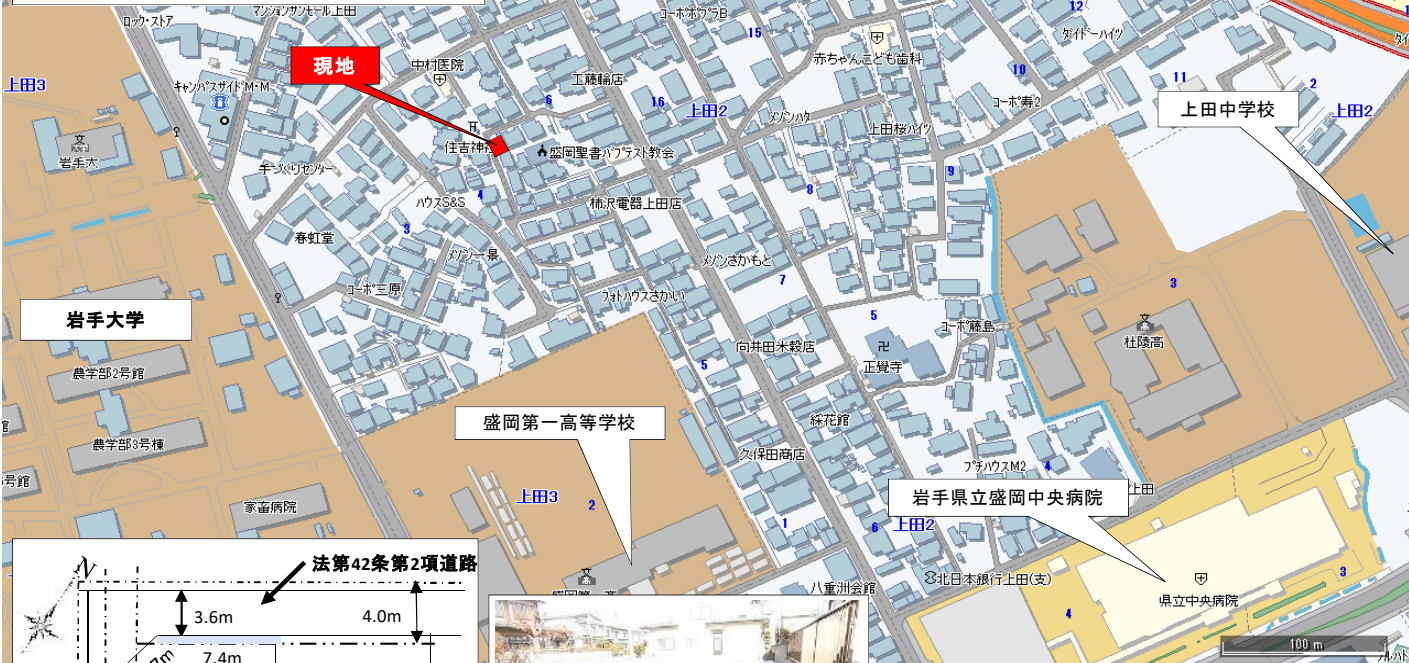 マンションサンモール上田
ロック・ストア
コーポポプラB
15
12
ダイドーハイツ
赤ちゃんこども歯科
現地
中村医院
工藤輪店
10
11
2
上田3
キャンパスサイドM・M
6
16
上田2
コーポ寿2
上田中学校
上田2
メゾンハタ
上田桜ハイツ
岩手大
住吉神社
盛岡聖書バプテスト教会
手づくりセンター
9
4
8
ハウスS&S
柿沢電器上田店
3
春虹堂
メゾン一景
メゾンさかもと
7
3
コーポ三原
フォトハウスさかい
岩手大学
5
コーポ藤島
杜陵高
向井田米穀店
正覺寺
農学部2号館
5
盛岡第一高等学校
綵花館
農学部3号棟
久保田商店
プチハウスM2
4
号館
上田3
2
岩手県立盛岡中央病院
上田
家畜病院
1
6
上田2
法第42条第2項道路
北日本銀行上田(支)
3
八重洲会館
県立中央病院
4
N
3.6m
4.0m
100 m
7.4m